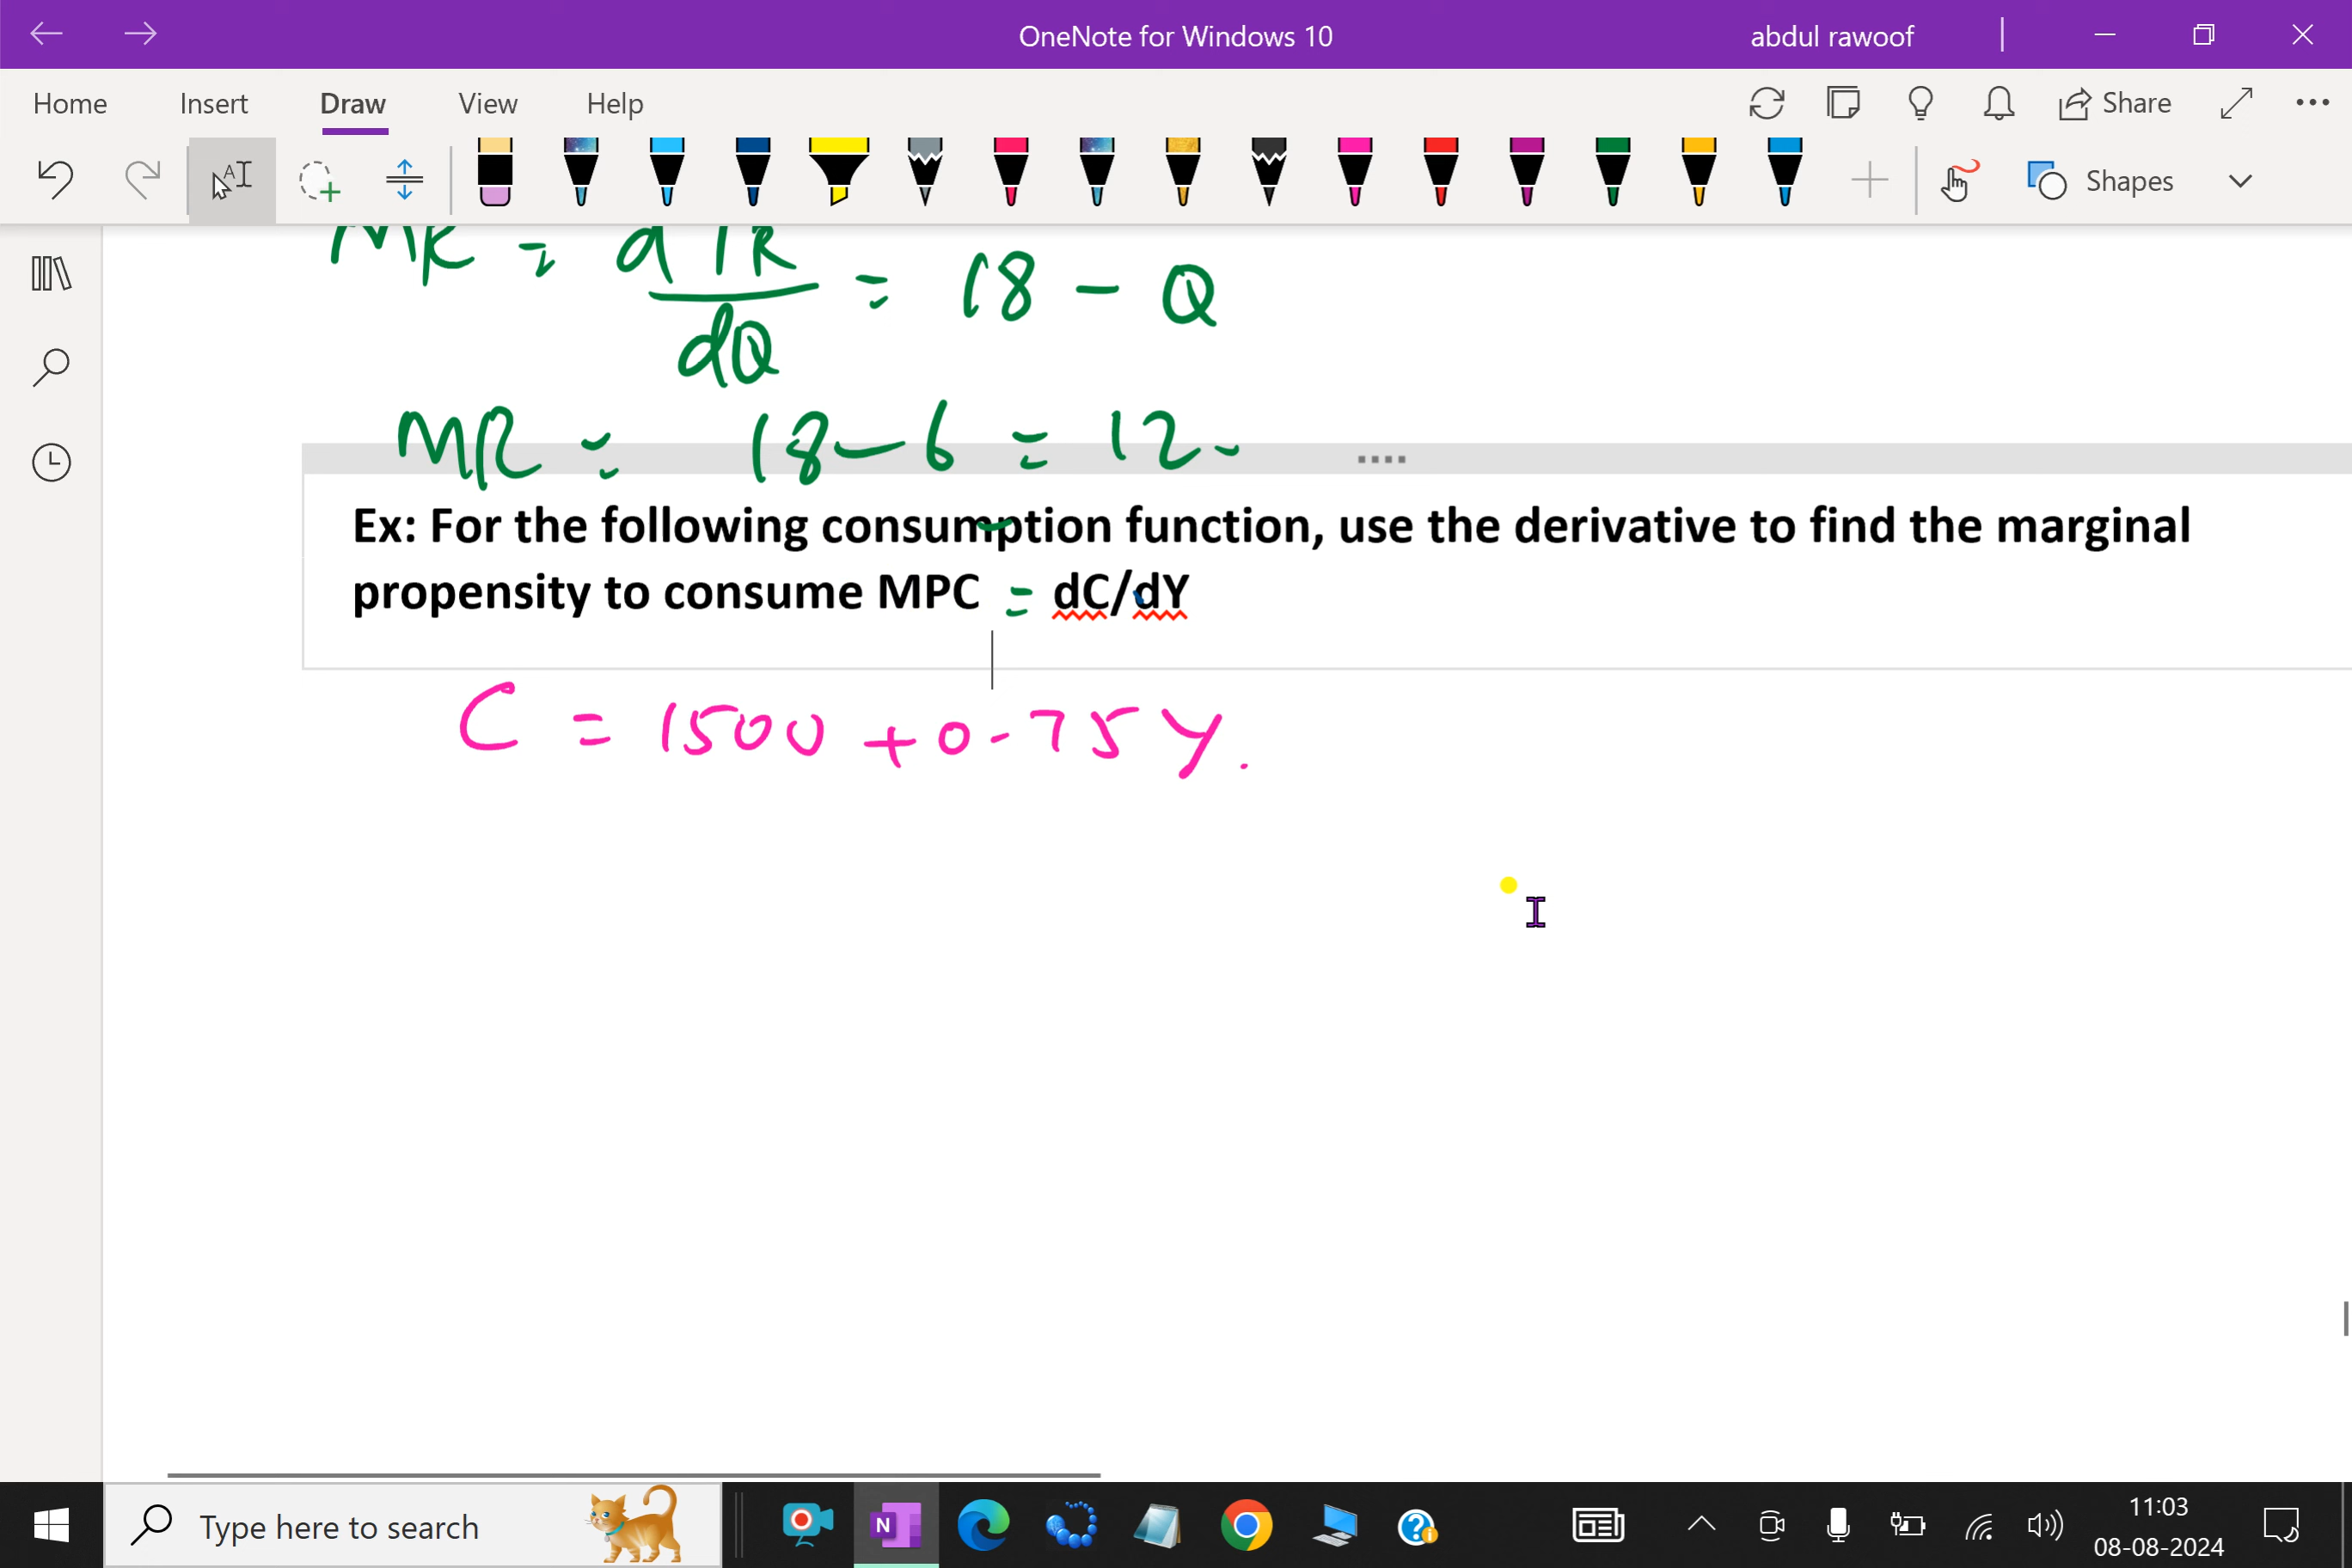 OneNote for Windows 10
abdul rawoof
Home Insert Draw View Help
Share
Shapes
MR = dTR/dQ = 18 - Q
MR = 18 - 6 = 12
Ex: For the following consumption function, use the derivative to find the marginal
propensity to consume MPC = dC/dY
C = 1500 + 0.75 Y.
Type here to search
N
11:03
08-08-2024